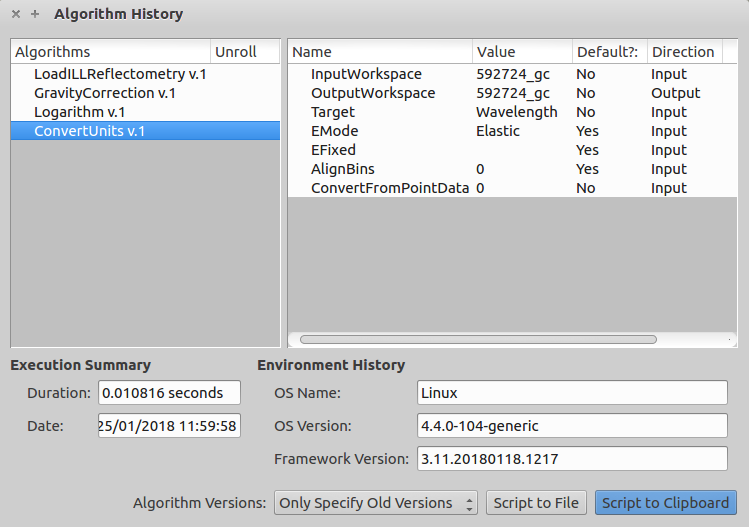 Algorithm History
Algorithms Unroll
LoadILLReflectometry v.1
GravityCorrection v.1
Logarithm v.1
ConvertUnits v.1
Name Value Default?: Direction
InputWorkspace 592724_gc No Input
OutputWorkspace 592724_gc No Output
Target Wavelength No Input
EMode Elastic Yes Input
EFixed Yes Input
AlignBins 0 Yes Input
ConvertFromPointData 0 No Input
Execution Summary
Duration: 0.010816 seconds
Date: 25/01/2018 11:59:58
Environment History
OS Name: Linux
OS Version: 4.4.0-104-generic
Framework Version: 3.11.20180118.1217
Algorithm Versions: Only Specify Old Versions Script to File Script to Clipboard